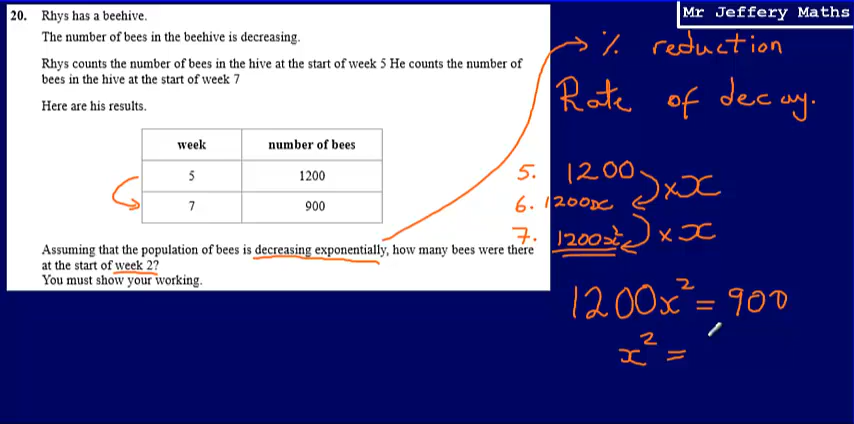 Mr Jeffery Maths
20. Rhys has a beehive.
The number of bees in the beehive is decreasing.
Rhys counts the number of bees in the hive at the start of week 5 He counts the number of
bees in the hive at the start of week 7
Here are his results.
week number of bees
5 1200
7 900
Assuming that the population of bees is decreasing exponentially, how many bees were there
at the start of week 2?
You must show your working.
% reduction
Rate of decay.
5. 1200
×x
6. 1200x
×x
7. 1200x²
1200x² = 900
x² =